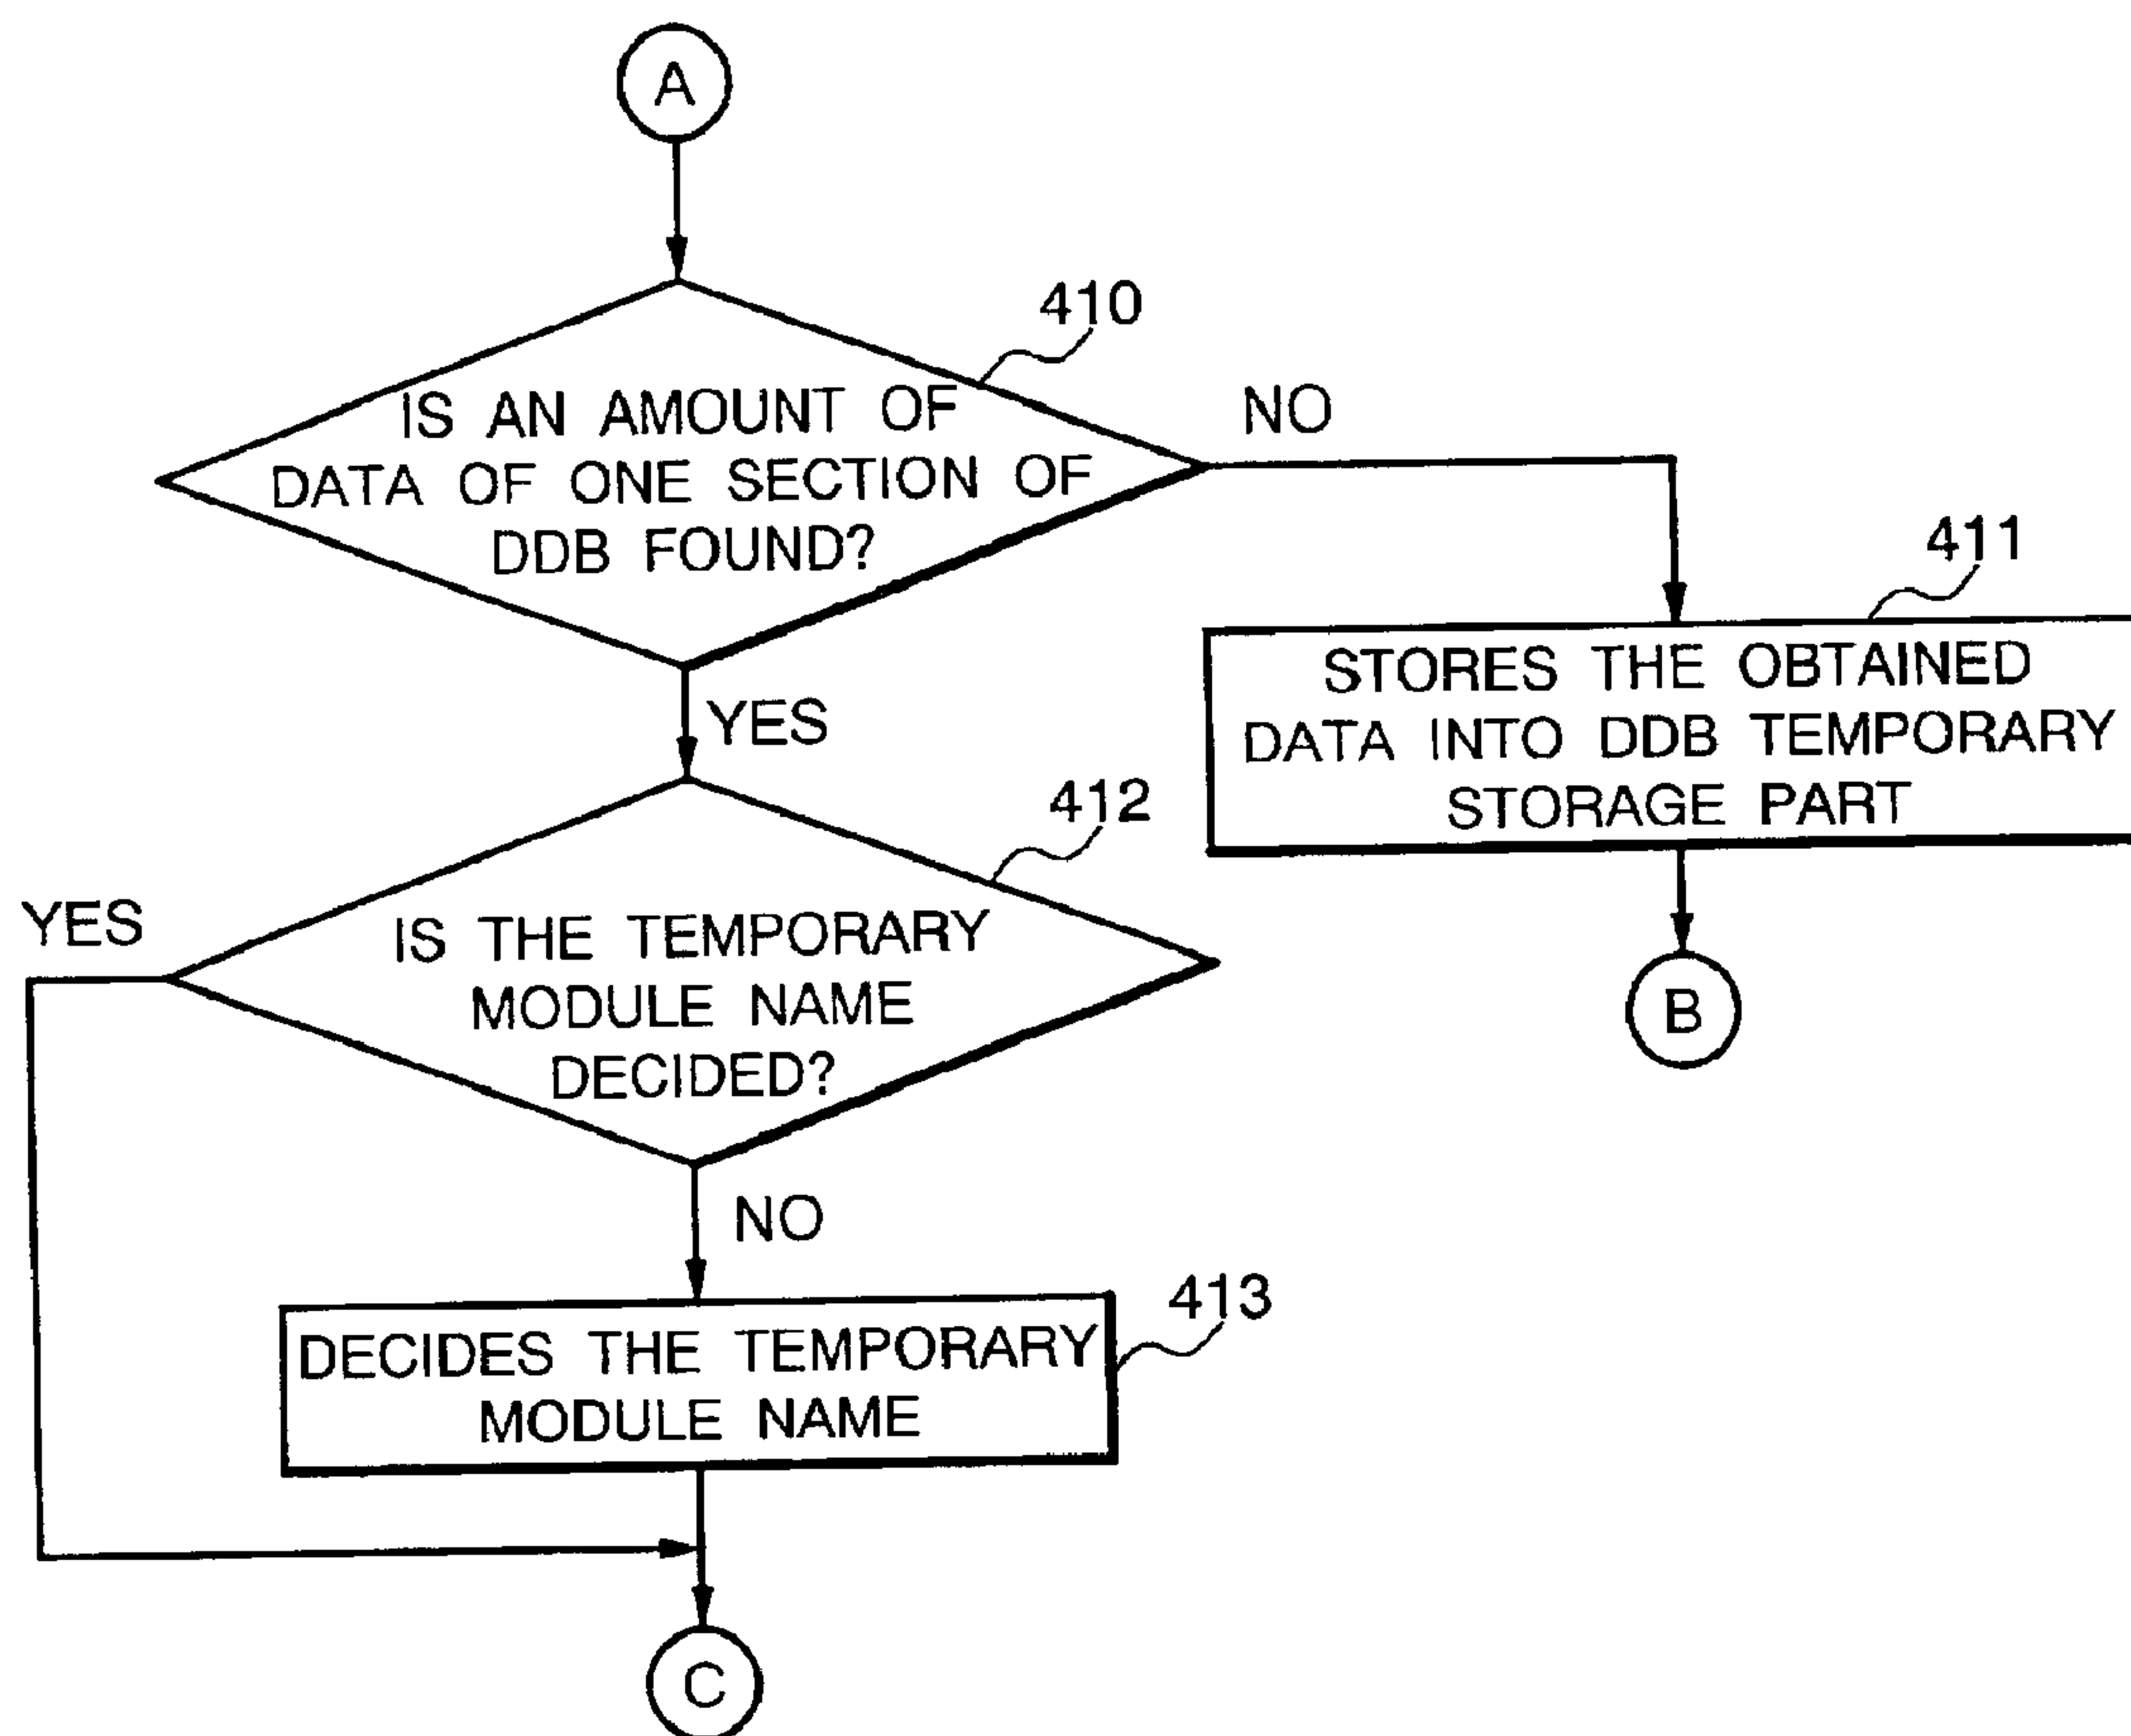 A
410
IS AN AMOUNT OF
DATA OF ONE SECTION OF
DDB FOUND?
NO
YES
411
STORES THE OBTAINED
DATA INTO DDB TEMPORARY
STORAGE PART
B
412
IS THE TEMPORARY
MODULE NAME
DECIDED?
YES
NO
413
DECIDES THE TEMPORARY
MODULE NAME
C